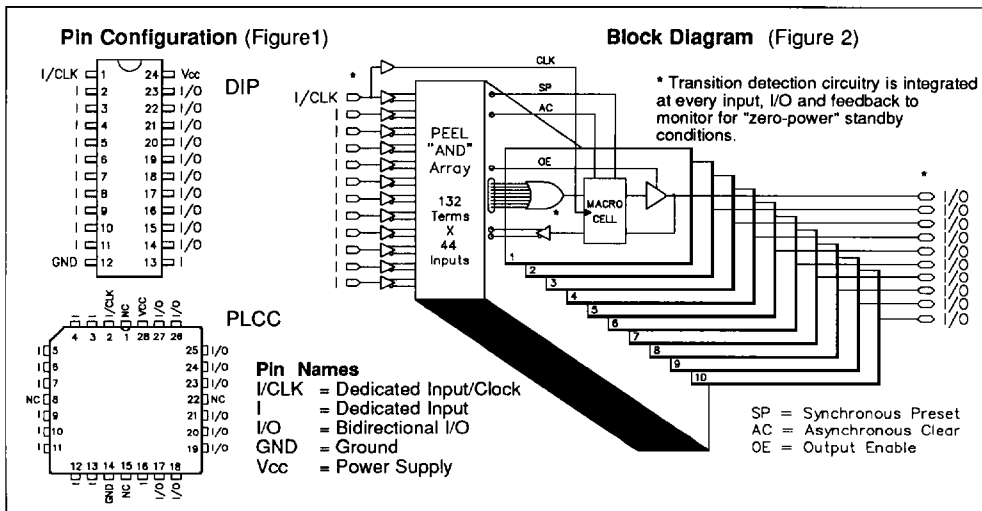 Pin Configuration (Figure1)
DIP
I/CLK 1 24 Vcc
I 2 23 I/O
I 3 22 I/O
I 4 21 I/O
I 5 20 I/O
I 6 19 I/O
I 7 18 I/O
I 8 17 I/O
I 9 16 I/O
I 10 15 I/O
I 11 14 I/O
GND 12 13 I
PLCC
I I I/CLK NC VCC I/O I/O
4 3 2 1 28 27 26
I 5 25 I/O
I 6 24 I/O
I 7 23 I/O
NC 8 22 NC
I 9 21 I/O
I 10 20 I/O
I 11 19 I/O
12 13 14 15 16 17 18
I I GND NC I I/O I/O
Pin Names
I/CLK = Dedicated Input/Clock
I = Dedicated Input
I/O = Bidirectional I/O
GND = Ground
Vcc = Power Supply
Block Diagram (Figure 2)
* Transition detection circuitry is integrated
at every input, I/O and feedback to
monitor for "zero-power" standby
conditions.
*
CLK
I/CLK
I
I
I
I
I
I
I
I
I
I
I
PEEL
"AND"
Array
132
Terms
X
44
Inputs
SP
AC
OE
MACRO
CELL
*
1
2
3
4
5
6
7
8
9
10
*
I/O
I/O
I/O
I/O
I/O
I/O
I/O
I/O
I/O
I/O
SP = Synchronous Preset
AC = Asynchronous Clear
OE = Output Enable